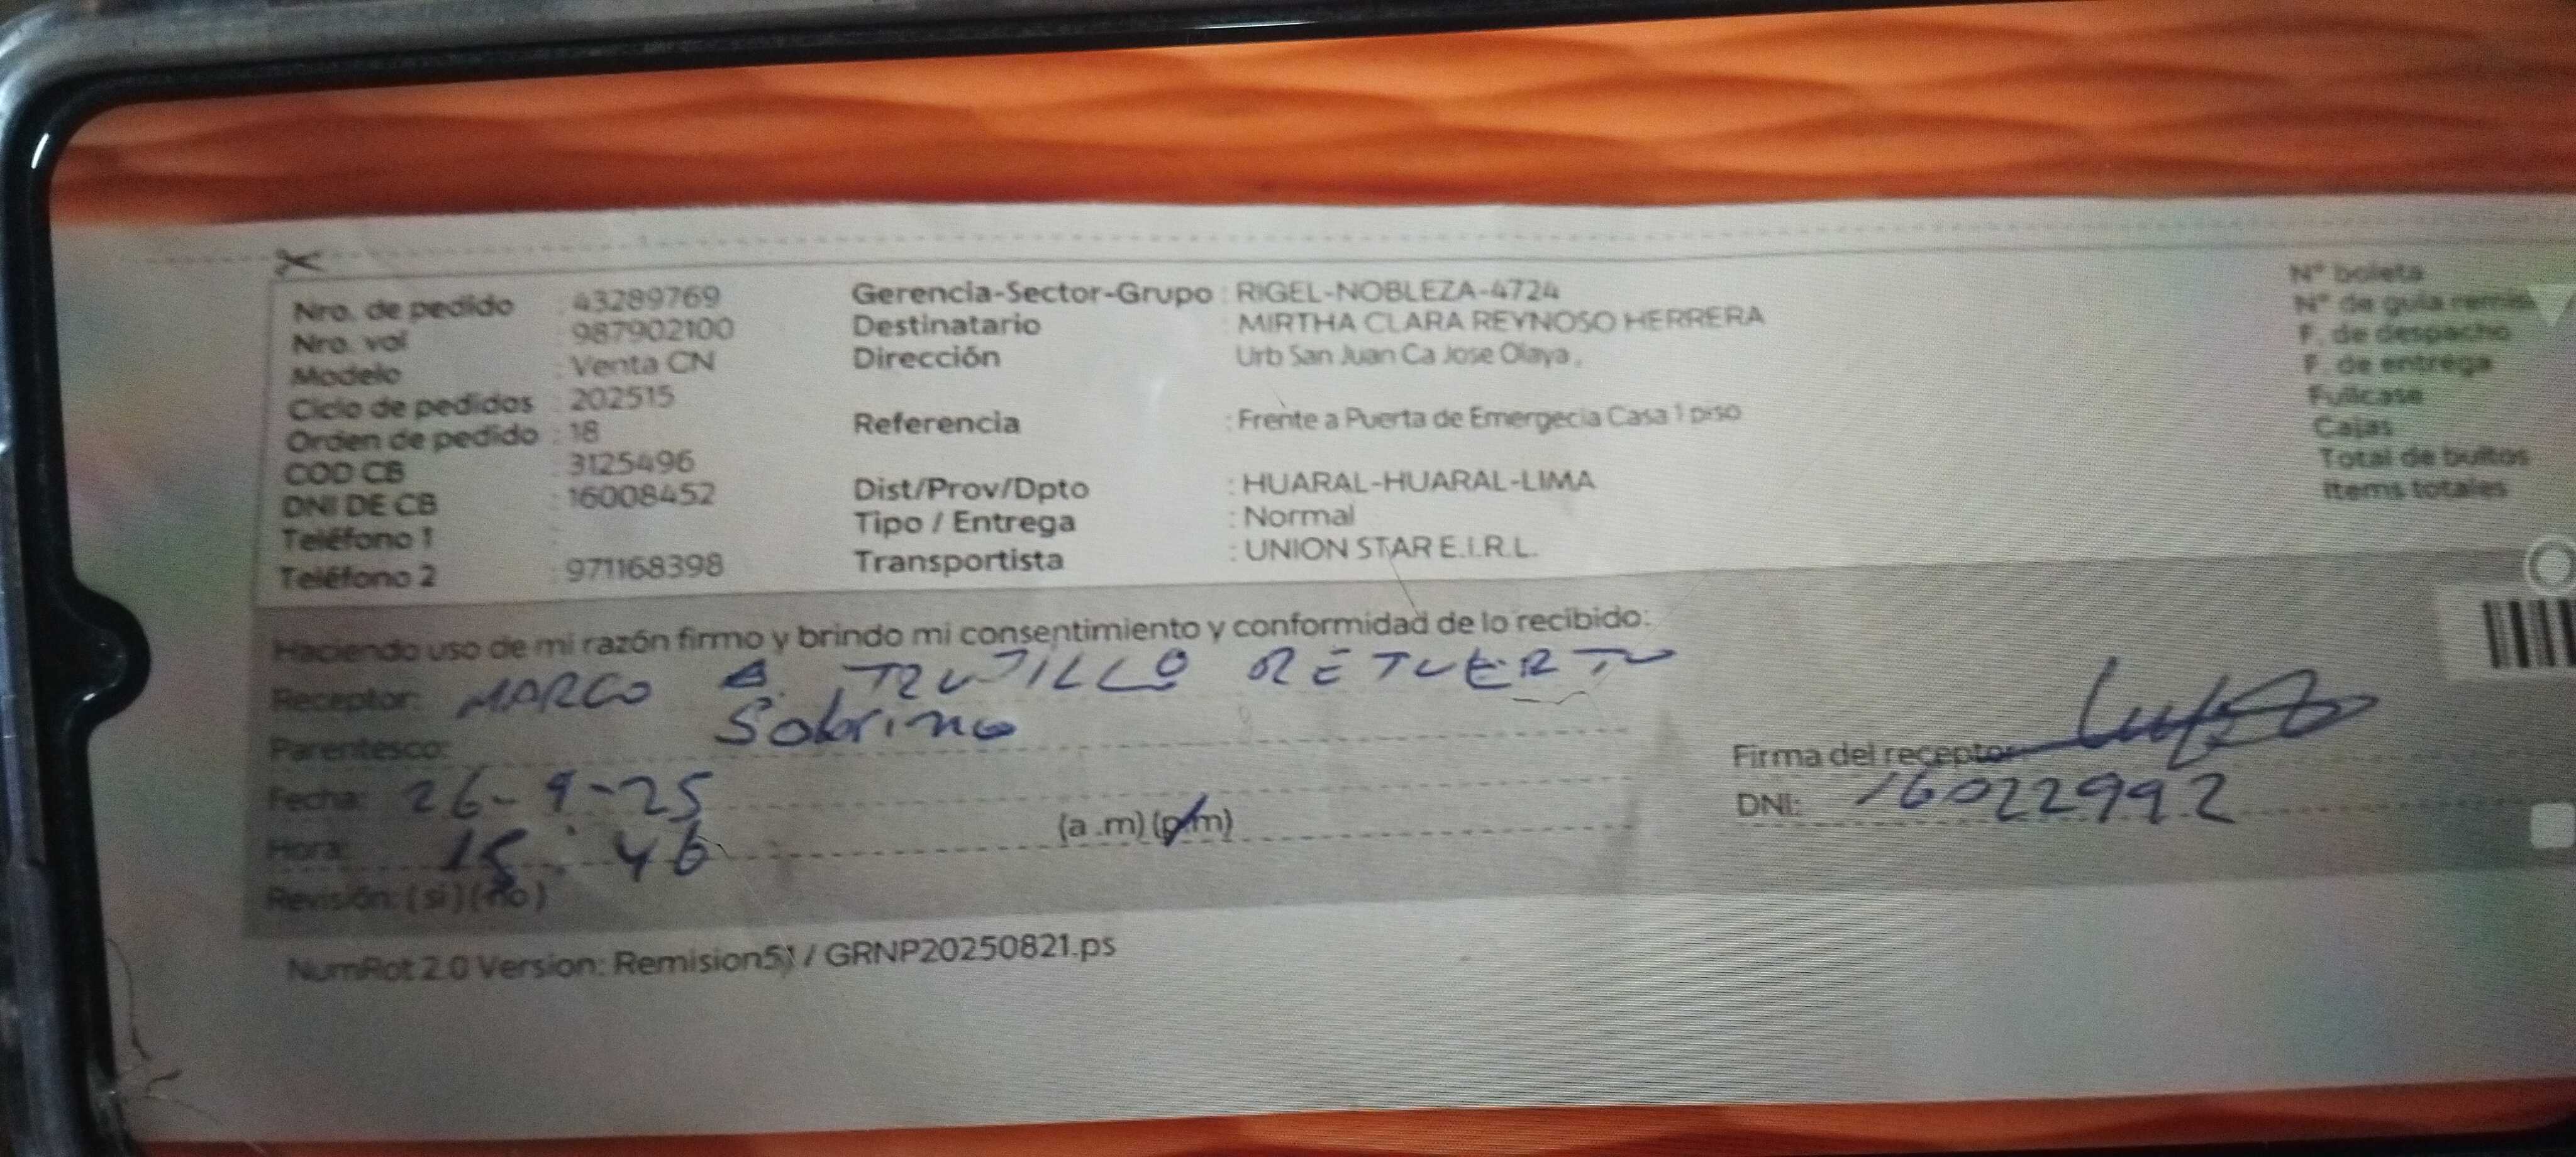 Nro. de pedido : 43289769
Nro. vol : 987902100
Modelo : Venta CN
Ciclo de pedidos : 202515
Orden de pedido : 18
COD CB : 3125496
DNI DE CB : 16008452
Teléfono 1 :
Teléfono 2 : 971168398
Gerencia-Sector-Grupo : RIGEL-NOBLEZA-4724
Destinatario : MIRTHA CLARA REYNOSO HERRERA
Dirección Urb San Juan Ca Jose Olaya ,
Referencia : Frente a Puerta de Emergecia Casa 1 piso
Dist/Prov/Dpto : HUARAL-HUARAL-LIMA
Tipo / Entrega : Normal
Transportista : UNION STAR E.I.R.L.
N° boleta
N° de guia
F. de despacho
F. de entrega
Fullcase
Cajas
Total de bultos
Items totales
Haciendo uso de mi razón firmo y brindo mi consentimiento y conformidad de lo recibido:
Receptor: MARCO A. TRUJILLO RETUERTO
Parentesco: Sobrino
Fecha: 26-9-25
Hora: 15:46 (a .m) (p.m)
Revisión: (si) (no)
Firma del receptor
DNI: 16022992
NumRot 2.0 Version: Remision51 / GRNP20250821.ps